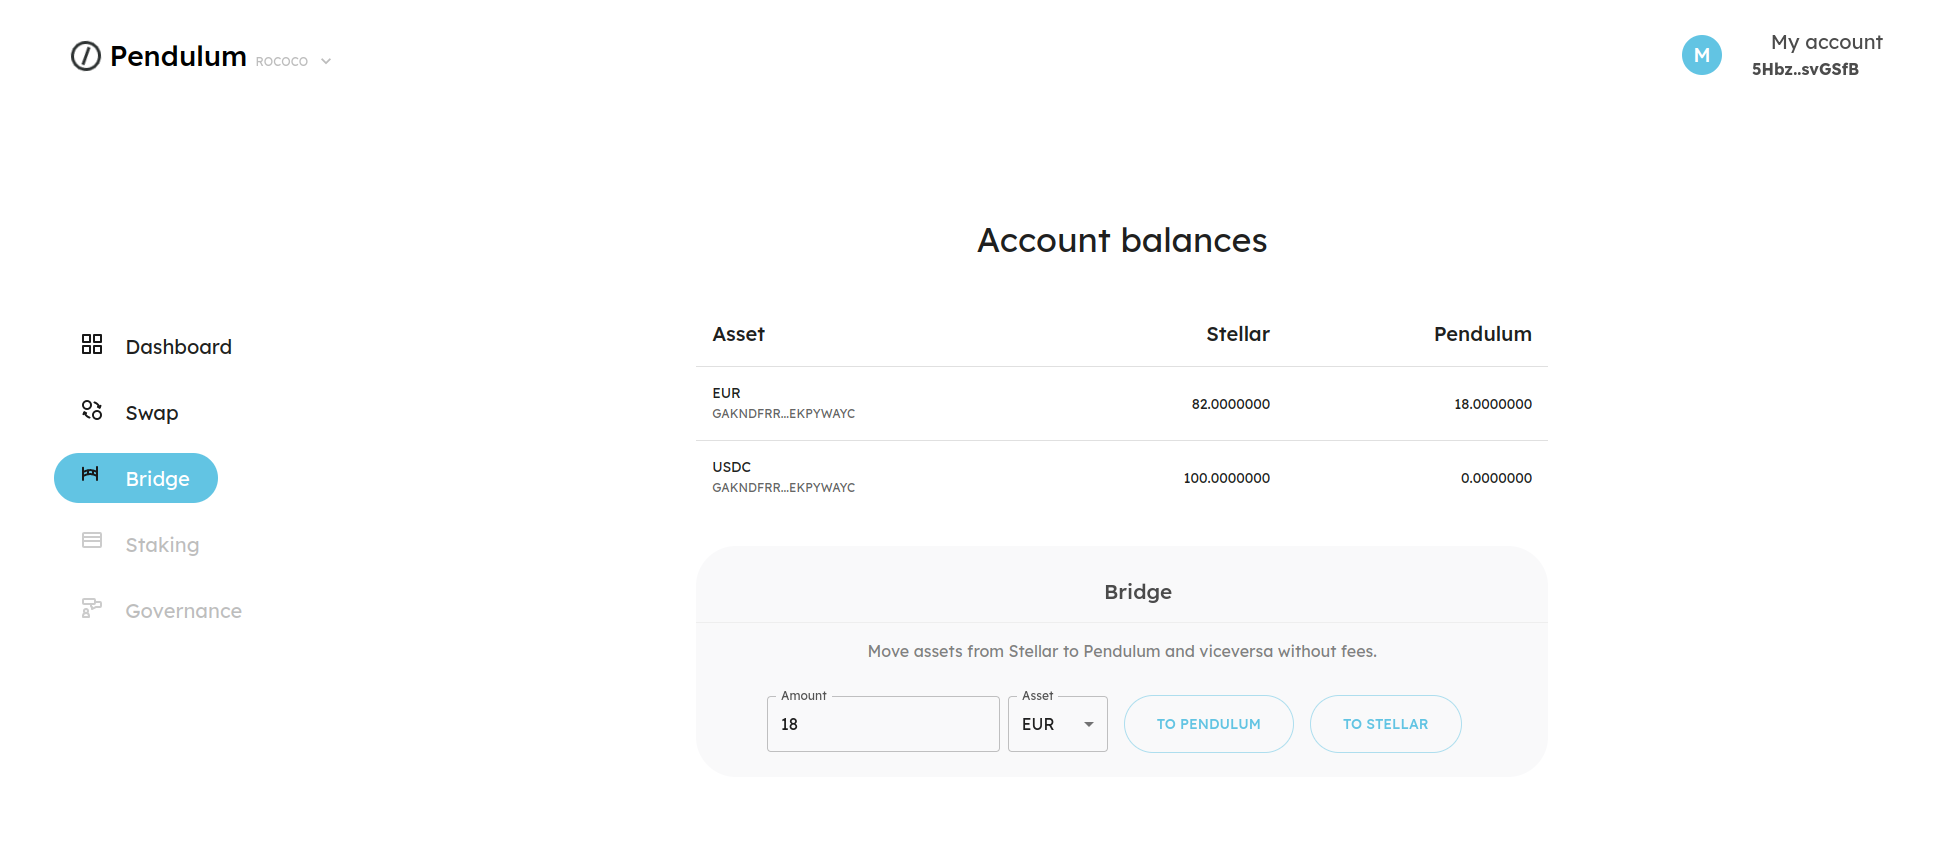 Pendulum ROCOCO
M
My account
5Hbz..svGSfB
Dashboard
Swap
Bridge
Staking
Governance
Account balances
Asset Stellar Pendulum
EUR
GAKNDFRR...EKPYWAYC
82.0000000 18.0000000
USDC
GAKNDFRR...EKPYWAYC
100.0000000 0.0000000
Bridge
Move assets from Stellar to Pendulum and viceversa without fees.
Amount Asset
18 EUR TO PENDULUM TO STELLAR